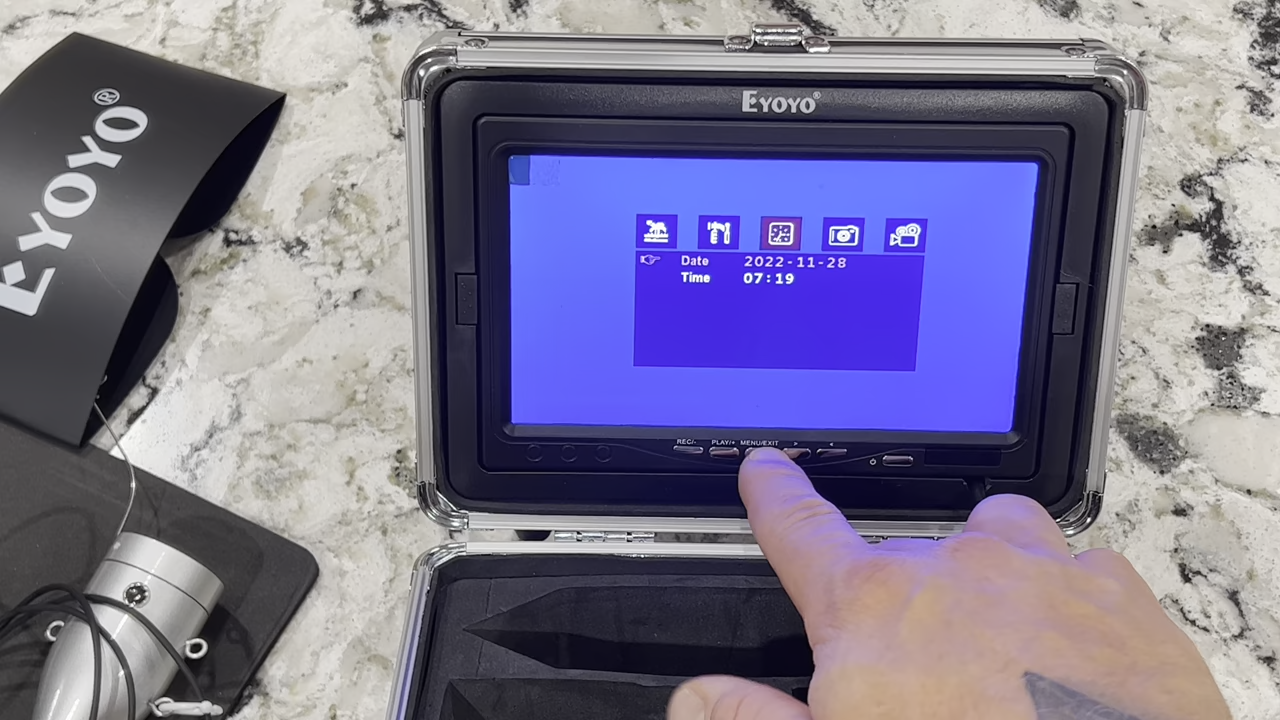 EYOYO®
EYOYO®
Date 2022-11-28
Time 07:19
REC/- PLAY/+ MENU/EXIT > <